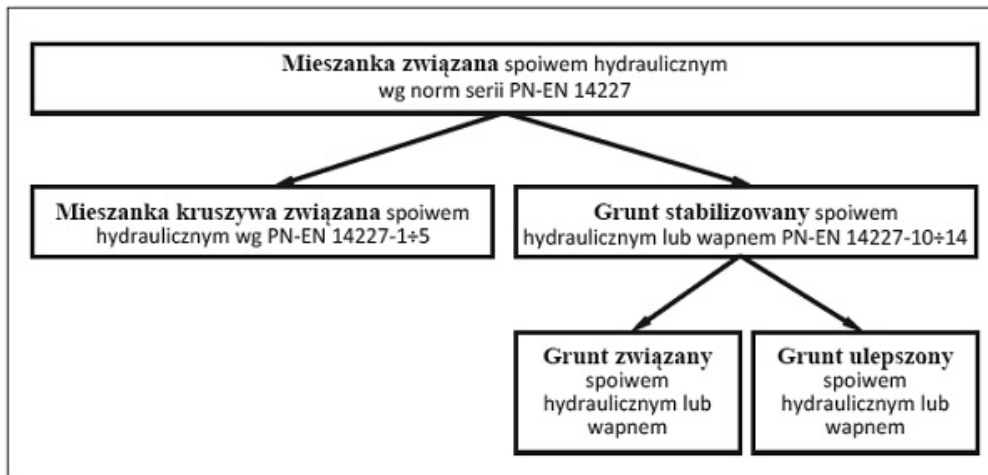 Mieszanka związana spoiwem hydraulicznym
wg norm serii PN-EN 14227
Mieszanka kruszywa związana spoiwem
hydraulicznym wg PN-EN 14227-1÷5
Grunt stabilizowany spoiwem
hydraulicznym lub wapnem PN-EN 14227-10÷14
Grunt związany
spoiwem
hydraulicznym lub
wapnem
Grunt ulepszony
spoiwem
hydraulicznym lub
wapnem